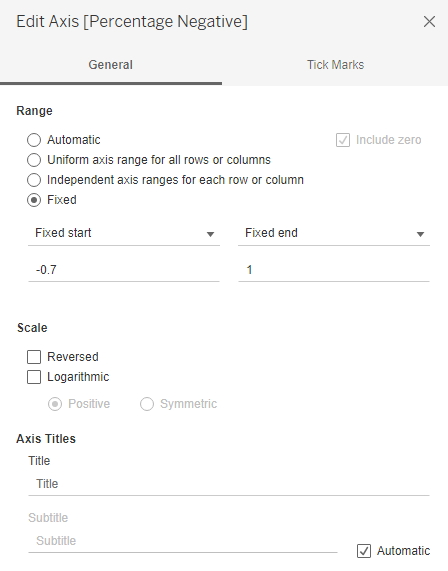 Edit Axis [Percentage Negative]
General
Tick Marks
Range
Automatic
Include zero
Uniform axis range for all rows or columns
Independent axis ranges for each row or column
Fixed
Fixed start
Fixed end
-0.7
1
Scale
Reversed
Logarithmic
Positive
Symmetric
Axis Titles
Title
Title
Subtitle
Subtitle
Automatic